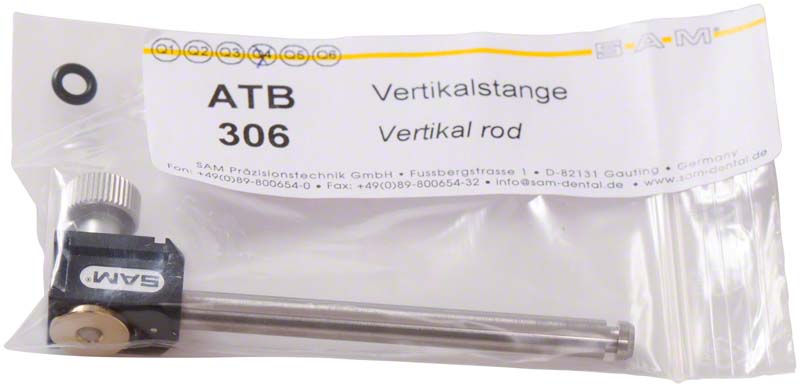 Q1 Q2 Q3 Q4 Q5 Q6
S-A-M®
ATB
306
Vertikalstange
Vertikal rod
SAM Präzisionstechnik GmbH • Fussbergstrasse 1 • D-82131 Gauting • Germany
Fon: +49(0)89-800654-0 • Fax: +49(0)89-800654-32 • info@sam-dental.de • www.sam-dental.de
SAM®